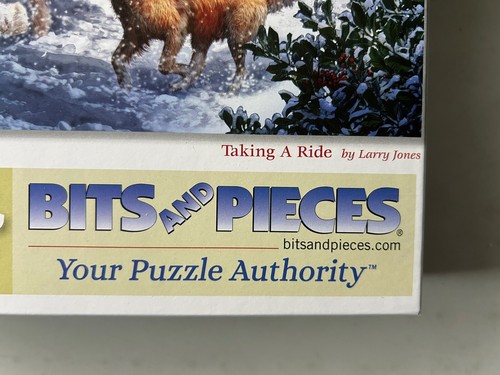 Taking A Ride by Larry Jones
BITS AND PIECES®
bitsandpieces.com
Your Puzzle Authority™